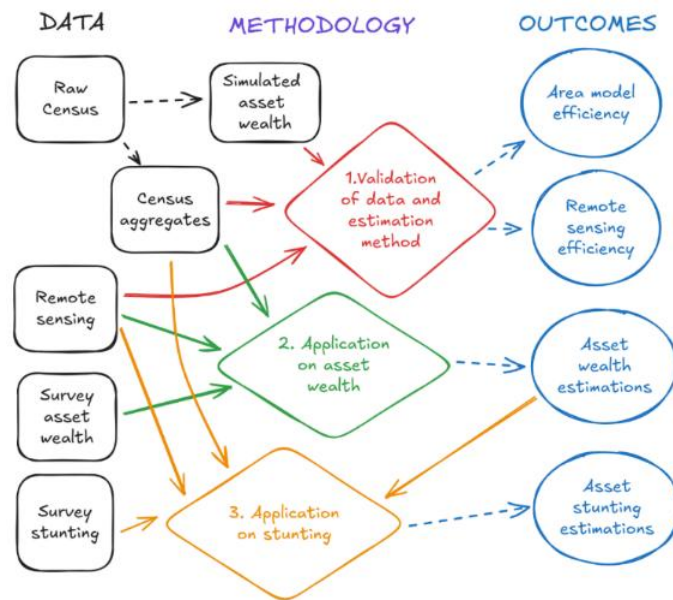 DATA
METHODOLOGY
OUTCOMES
Raw
Census
Simulated
asset
wealth
Area model
efficiency
1.Validation
of data and
estimation
method
Census
aggregates
Remote
sensing
efficiency
Remote
sensing
2. Application
on asset
wealth
Asset
wealth
estimations
Survey
asset
wealth
Survey
stunting
3. Application
on stunting
Asset
stunting
estimations